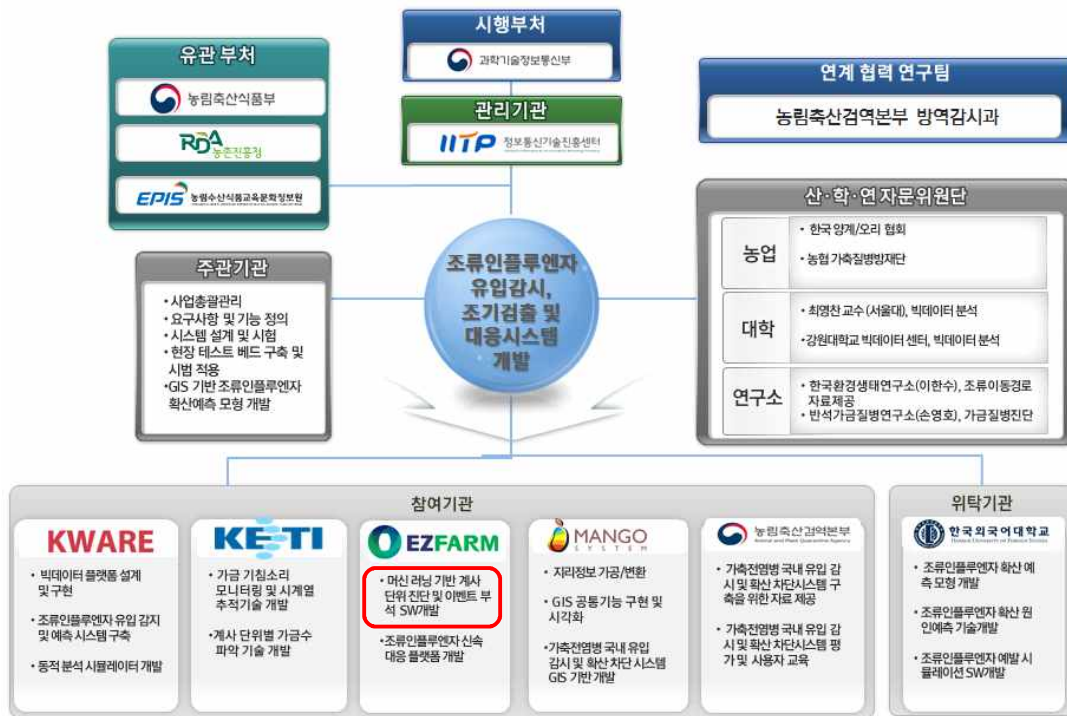 시행부처
과학기술정보통신부
유관 부처
농림축산식품부
RDA 농촌진흥청
EPIS 농림수산식품교육문화정보원
관리기관
IITP 정보통신기술진흥센터
연계 협력 연구팀
농림축산검역본부 방역감시과
주관기관
• 사업총괄관리
• 요구사항 및 기능 정의
• 시스템 설계 및 시험
• 현장 테스트 베드 구축 및
시범 적용
•GIS 기반 조류인플루엔자
확산예측 모형 개발
조류인플루엔자
유입감시,
조기검출 및
대응시스템
개발
산·학·연 자문위원단
농업
• 한국 양계/오리 협회
• 농협 가축질병방재단
대학
• 최영찬 교수 (서울대), 빅데이터 분석
•강원대학교 빅데이터 센터, 빅데이터 분석
연구소
• 한국환경생태연구소(이한수), 조류이동경로
자료제공
• 반석가금질병연구소(손영호), 가금질병진단
참여기관
KWARE
• 빅데이터 플랫폼 설계
및 구현
• 조류인플루엔자 유입 감지
및 예측 시스템 구축
• 동적 분석 시뮬레이터 개발
KETI
• 가금 기침소리
모니터링 및 시계열
추적기술 개발
•계사 단위별 가금수
파악 기술 개발
EZFARM
• 머신 러닝 기반 계사
단위 진단 및 이벤트 부
석 SW개발
•조류인플루엔자 신속
대응 플랫폼 개발
MANGO
SYSTEM
• 지리정보 가공/변환
• GIS 공통기능 구현 및
시각화
•가축전염병 국내 유입
감시 및 확산 차단 시스템
GIS 기반 개발
농림축산검역본부
Animal and Plant Quarantine Agency
• 가축전염병 국내 유입 감
시 및 확산 차단시스템 구
축을 위한 자료 제공
• 가축전염병 국내 유입 감
시 및 확산 차단시스템 평
가 및 사용자 교육
위탁기관
한국외국어대학교
HANKUK UNIVERSITY OF FOREIGN STUDIES
• 조류인플루엔자 확산 예
측 모형 개발
• 조류인플루엔자 확산 원
인예측 기술개발
• 조류인플루엔자 예발 시
뮬레이션 SW개발